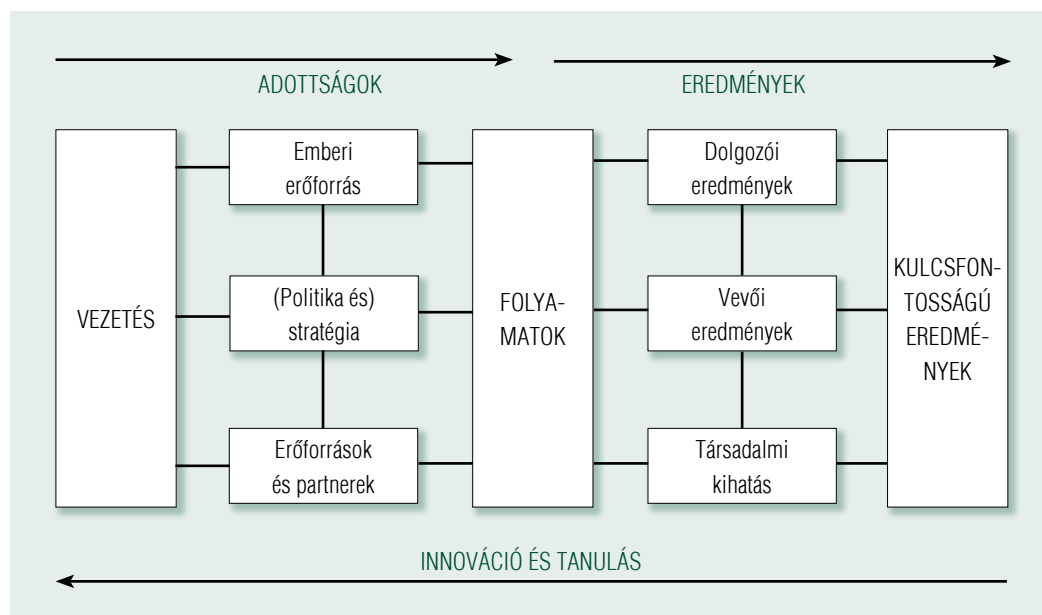 ADOTTSÁGOK
EREDMÉNYEK
VEZETÉS
Emberi
erőforrás
(Politika és)
stratégia
Erőforrások
és partnerek
FOLYA-
MATOK
Dolgozói
eredmények
Vevői
eredmények
Társadalmi
kihatás
KULCSFON-
TOSSÁGÚ
EREDMÉ-
NYEK
INNOVÁCIÓ ÉS TANULÁS